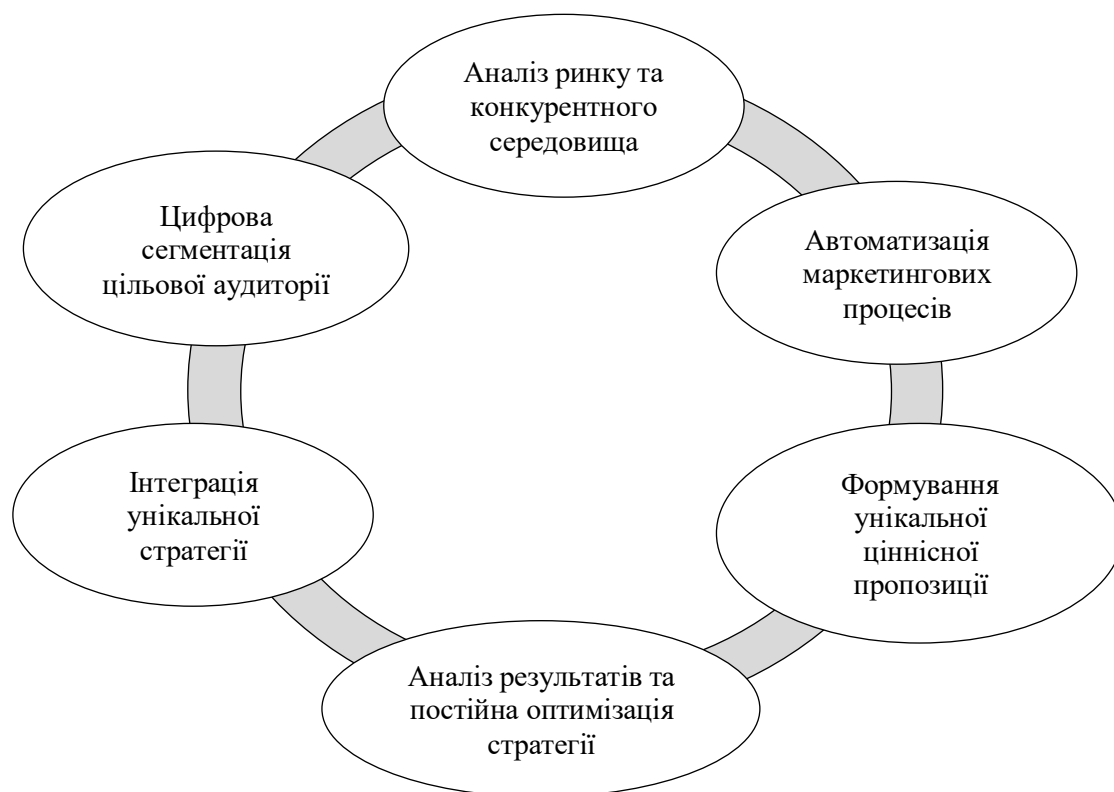 Аналіз ринку та
конкурентного
середовища
Цифрова
сегментація
цільової аудиторії
Автоматизація
маркетингових
процесів
Інтеграція
унікальної
стратегії
Формування
унікальної
ціннісної
пропозиції
Аналіз результатів та
постійна оптимізація
стратегії